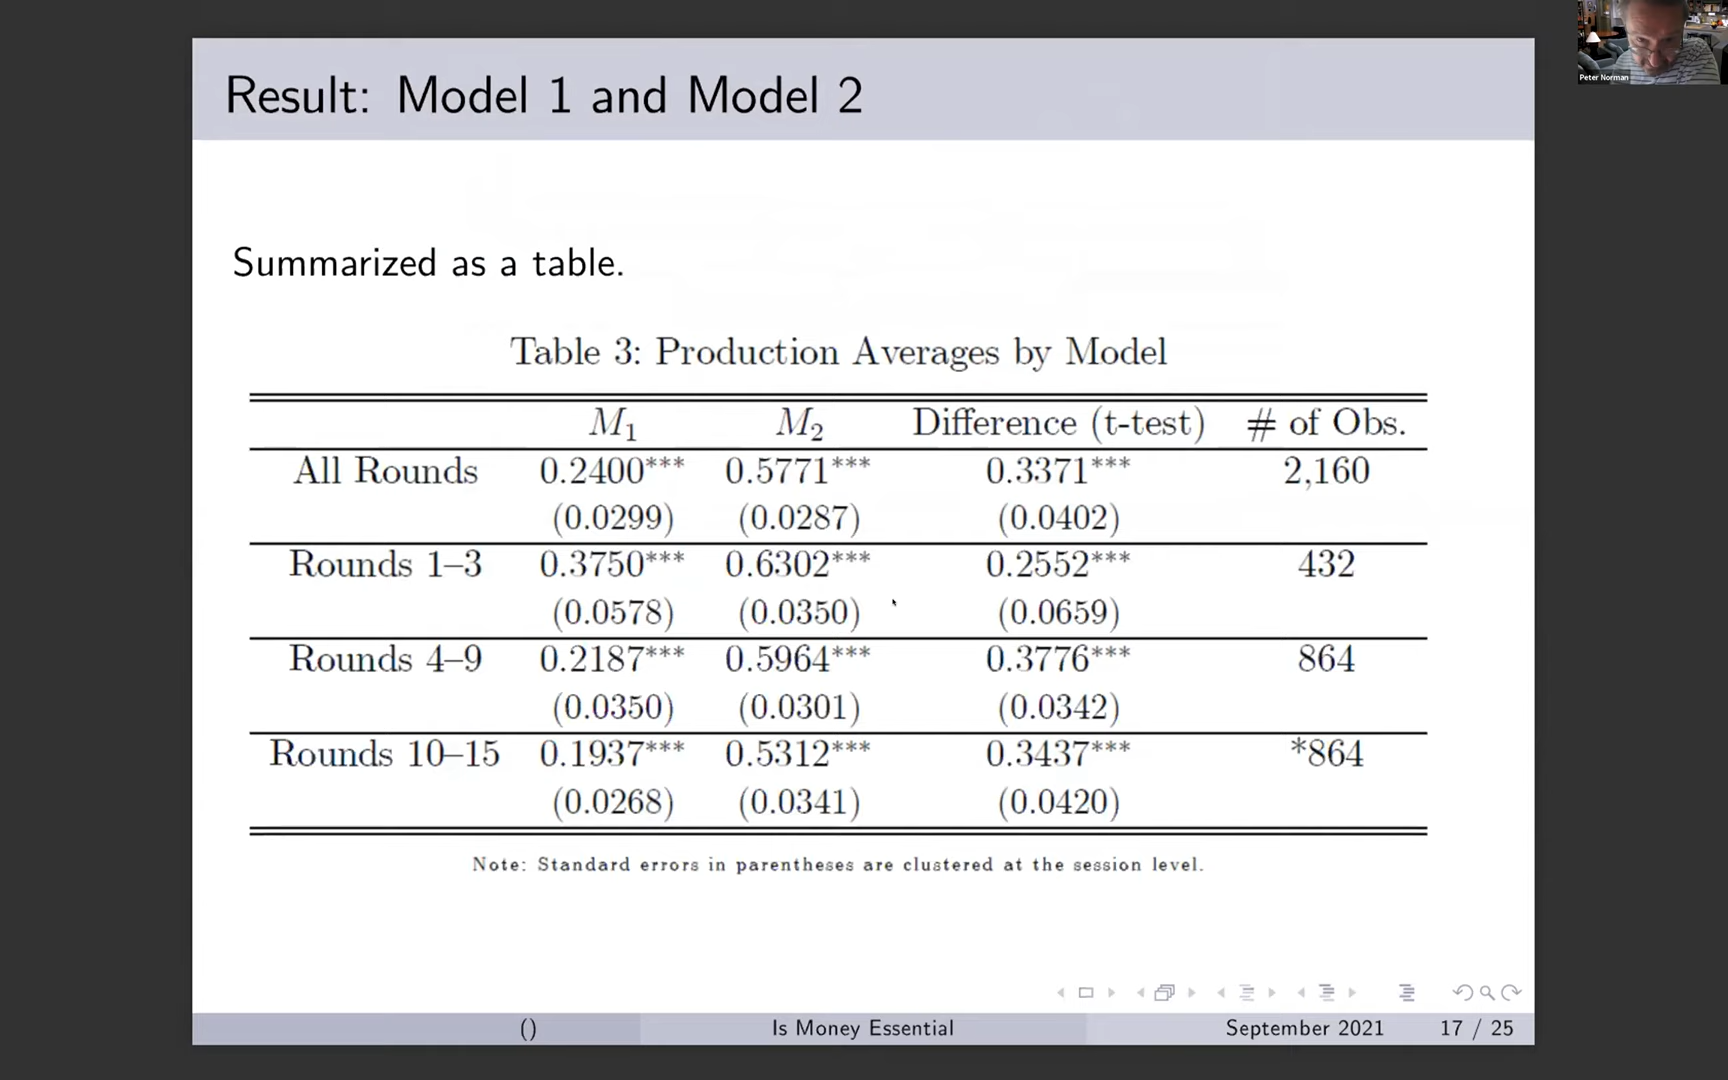 Peter Norman
Result: Model 1 and Model 2
Summarized as a table.
Table 3: Production Averages by Model
M₁ M₂ Difference (t-test) # of Obs.
All Rounds 0.2400*** 0.5771*** 0.3371*** 2,160
(0.0299) (0.0287) (0.0402)
Rounds 1–3 0.3750*** 0.6302*** 0.2552*** 432
(0.0578) (0.0350) (0.0659)
Rounds 4–9 0.2187*** 0.5964*** 0.3776*** 864
(0.0350) (0.0301) (0.0342)
Rounds 10–15 0.1937*** 0.5312*** 0.3437*** *864
(0.0268) (0.0341) (0.0420)
Note: Standard errors in parentheses are clustered at the session level.
() Is Money Essential September 2021 17 / 25